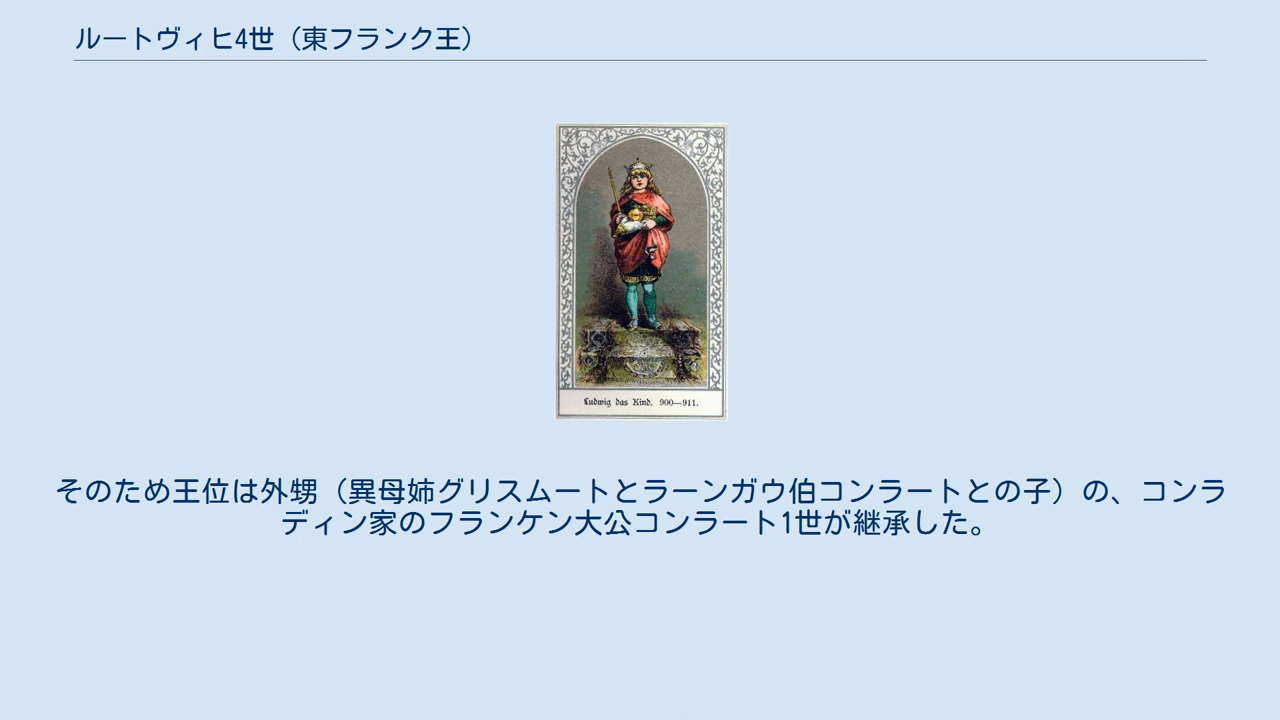 ルートヴィヒ4世（東フランク王）
Ludwig das Kind. 900—911.
そのため王位は外甥（異母姉グリスムートとラーンガウ伯コンラートとの子）の、コンラ
ディン家のフランケン大公コンラート1世が継承した。